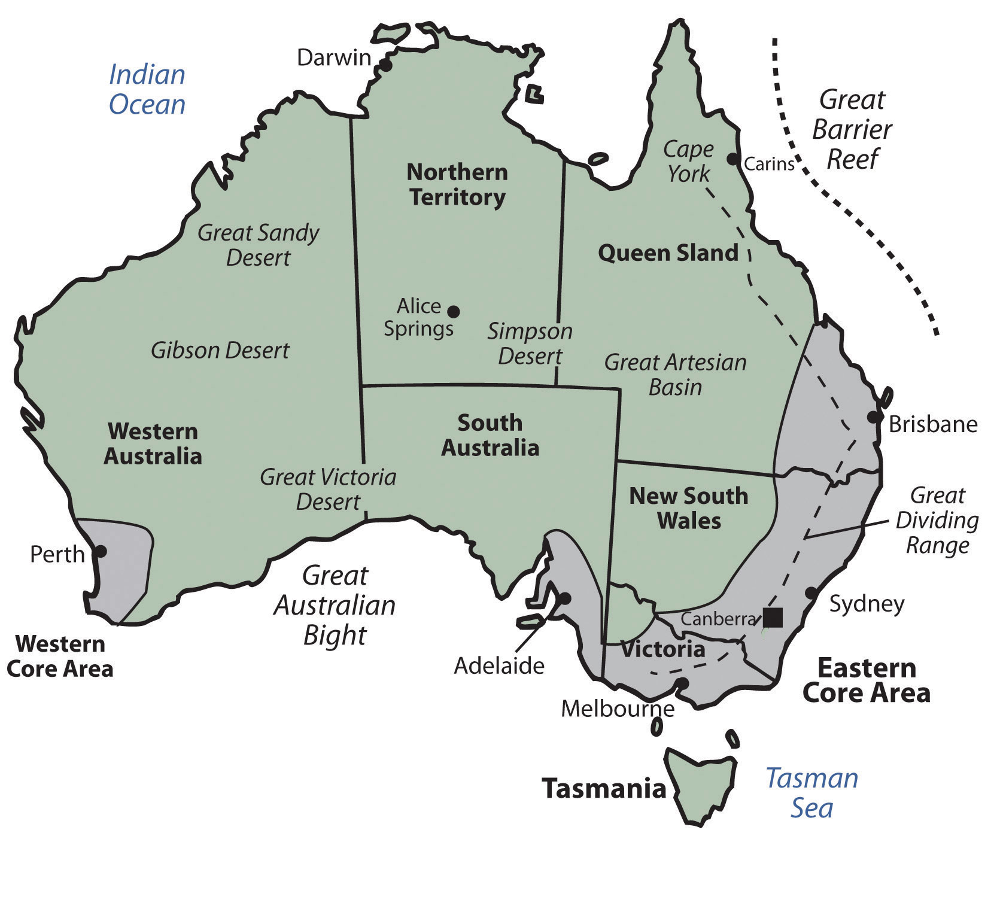 Darwin
Indian
Ocean
Great
Barrier
Reef
Cape
York
Carins
Northern
Territory
Great Sandy
Desert
Queen Sland
Alice
Springs
Simpson
Desert
Gibson Desert
Great Artesian
Basin
Western
Australia
South
Australia
Brisbane
Great Victoria
Desert
New South
Wales
Great
Dividing
Range
Perth
Great
Australian
Bight
Sydney
Canberra
Western
Core Area
Victoria
Adelaide
Eastern
Core Area
Melbourne
Tasmania
Tasman
Sea